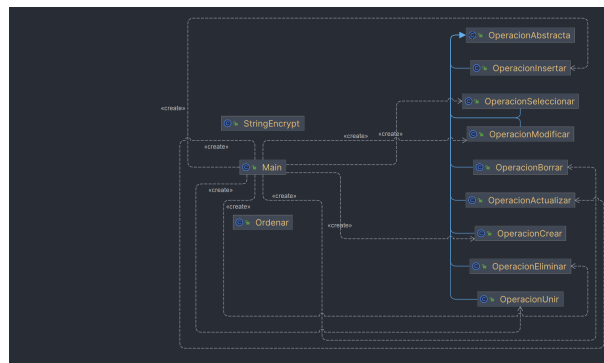 OperacionAbstracta
OperacionInsertar
OperacionSeleccionar
«create»
StringEncrypt
OperacionModificar
«create»
«create»
«create»
Main
OperacionBorrar
OperacionActualizar
«create»
«create»
Ordenar
«create»
OperacionCrear
OperacionEliminar
OperacionUnir